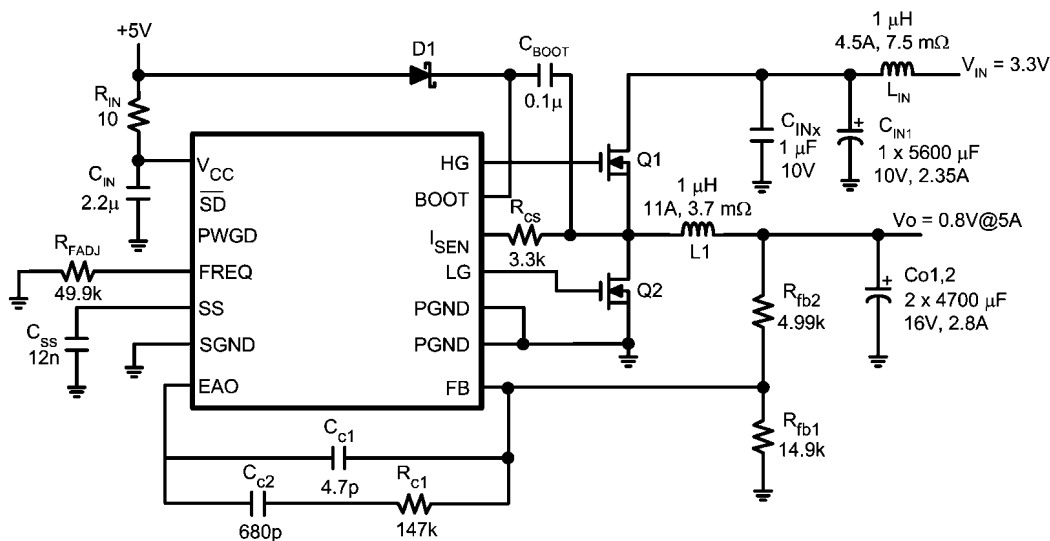 +5V
D1
C_BOOT
0.1µ
1 µH
4.5A, 7.5 mΩ
L_IN
V_IN = 3.3V
R_IN
10
C_INx
1 µF
10V
C_IN1
1 x 5600 µF
10V, 2.35A
C_IN
2.2µ
V_CC
SD
PWGD
FREQ
SS
SGND
EAO
HG
BOOT
I_SEN
LG
PGND
PGND
FB
Q1
R_cs
3.3k
1 µH
11A, 3.7 mΩ
L1
Vo = 0.8V@5A
Q2
R_FADJ
49.9k
C_ss
12n
R_fb2
4.99k
Co1,2
2 x 4700 µF
16V, 2.8A
R_fb1
14.9k
C_c1
4.7p
C_c2
680p
R_c1
147k